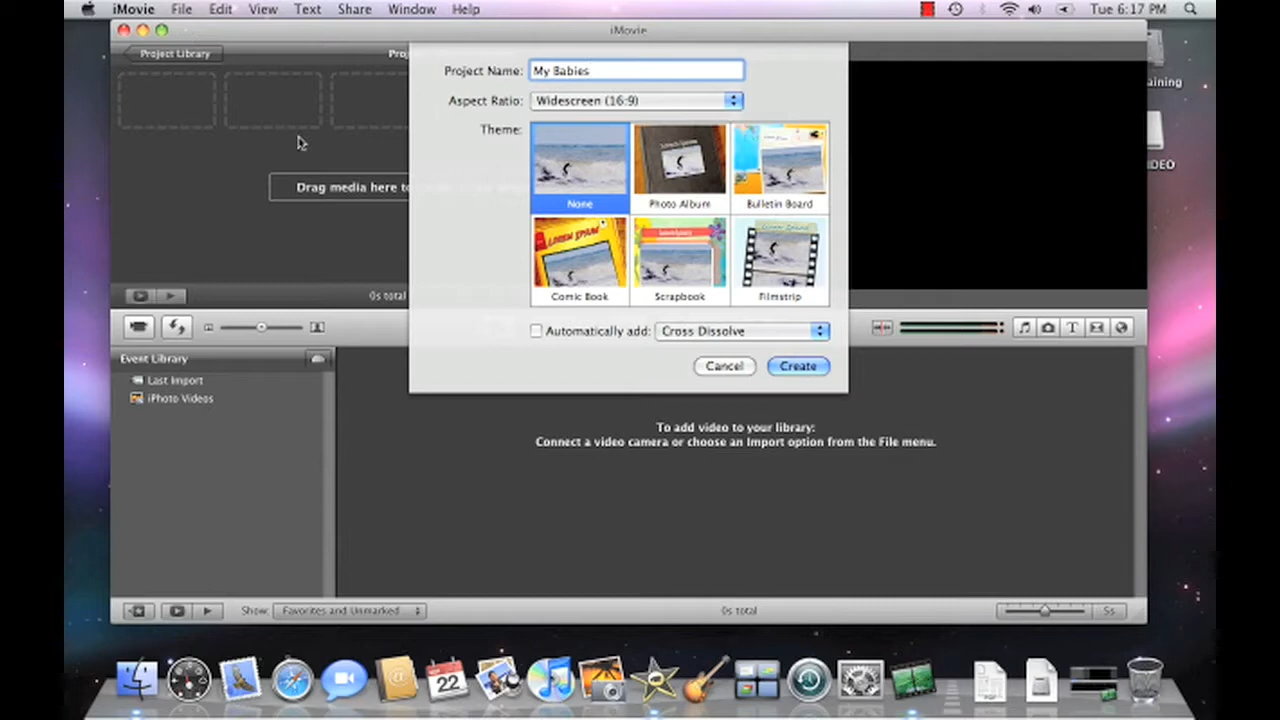 iMovie File Edit View Text Share Window Help Tue 6:17 PM
iMovie
Project Library
Project Name: My Babies
Aspect Ratio: Widescreen (16:9)
Theme:
None Photo Album Bulletin Board
LOREM IPSUM
Comic Book Scrapbook Filmstrip
Drag media here to
0s total
Automatically add: Cross Dissolve
Cancel Create
Event Library
Last Import
iPhoto Videos
To add video to your library:
Connect a video camera or choose an Import option from the File menu.
Show: Favorites and Unmarked
0s total
5s
22